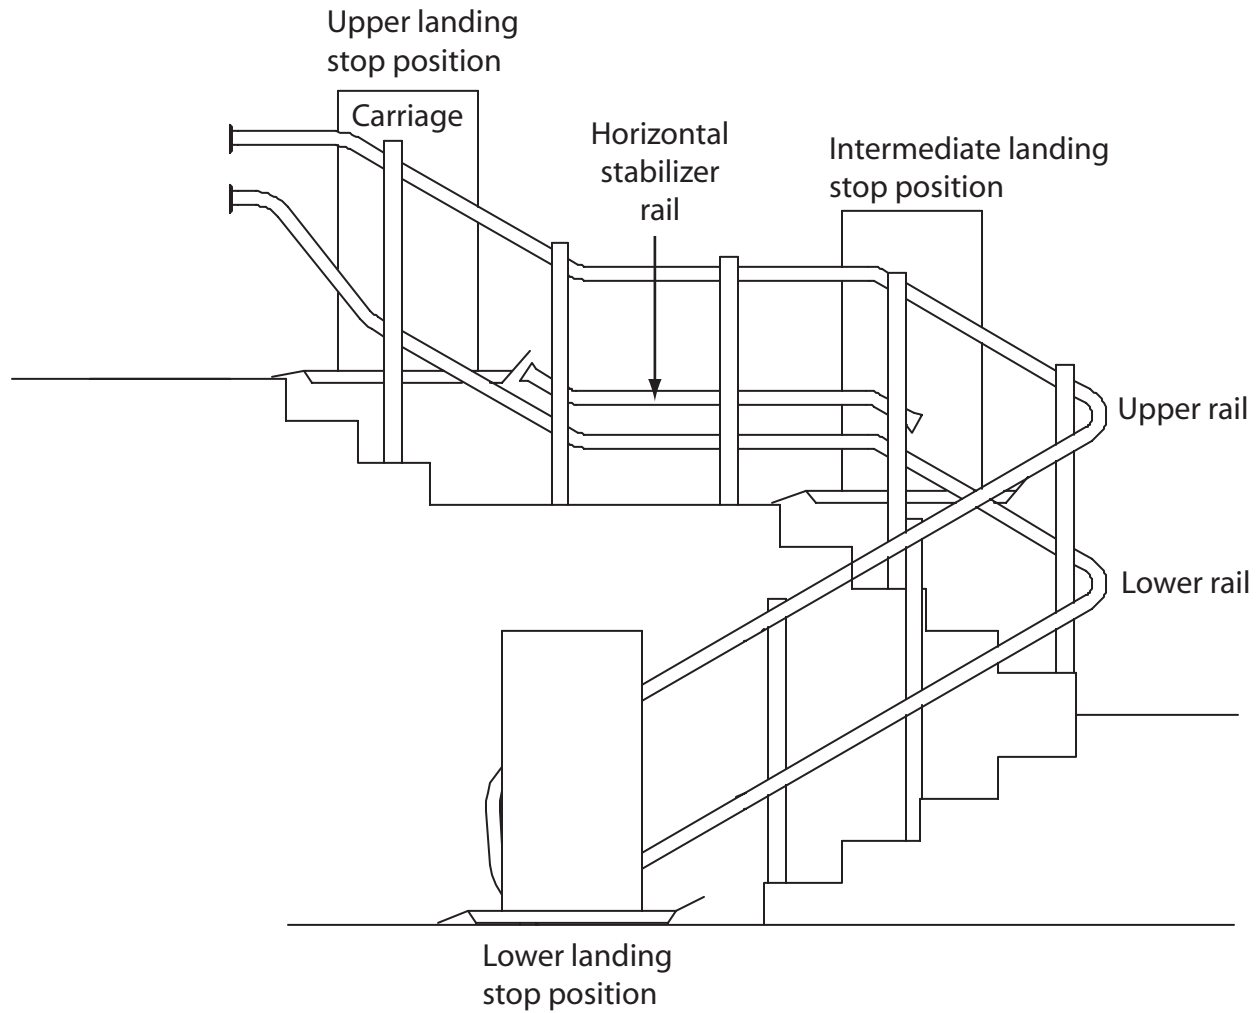 Upper landing
stop position
Carriage
Horizontal
stabilizer
rail
Intermediate landing
stop position
Upper rail
Lower rail
Lower landing
stop position